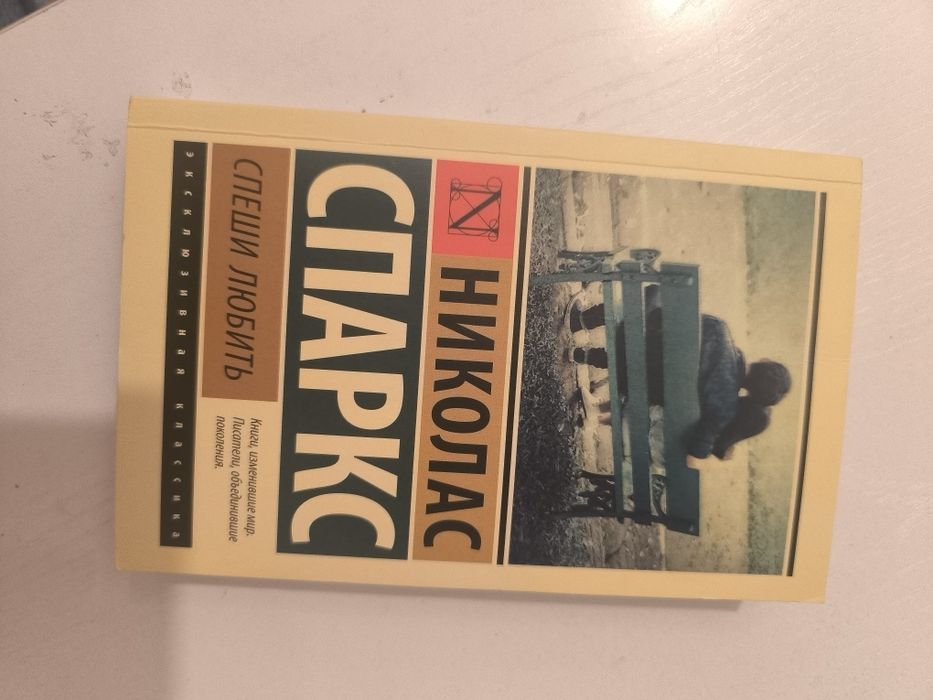 N
НИКОЛАС
СПАРКС
СПЕШИ ЛЮБИТЬ
Книги, изменившие мир.
Писатели, объединившие
поколения.
ЭКСКЛЮЗИВНАЯ КЛАССИКА